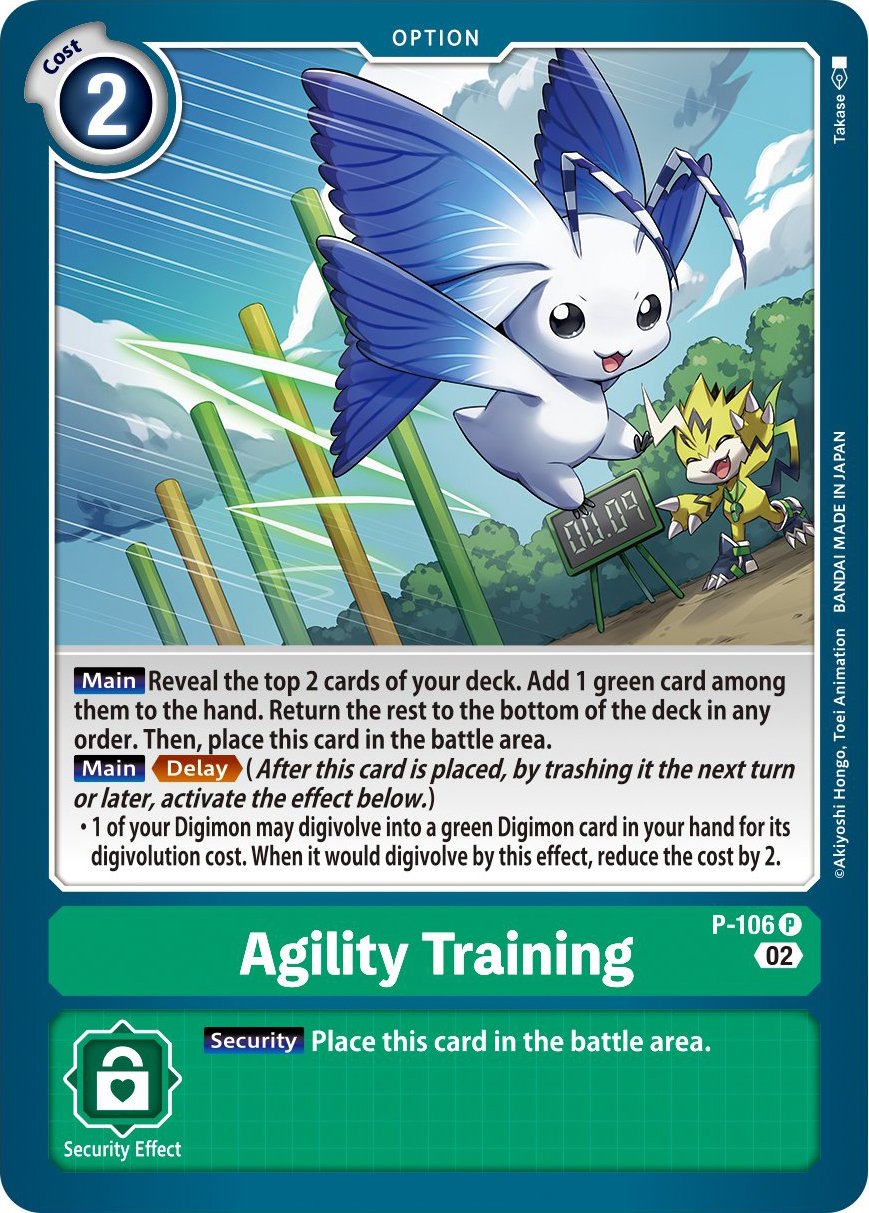 OPTION
Cost
2
Takase
00.09
Main Reveal the top 2 cards of your deck. Add 1 green card among
them to the hand. Return the rest to the bottom of the deck in any
order. Then, place this card in the battle area.
Main Delay (After this card is placed, by trashing it the next turn
or later, activate the effect below.)
・1 of your Digimon may digivolve into a green Digimon card in your hand for its
digivolution cost. When it would digivolve by this effect, reduce the cost by 2.
©Akiyoshi Hongo, Toei Animation BANDAI MADE IN JAPAN
P-106 P
02
Agility Training
Security Place this card in the battle area.
Security Effect